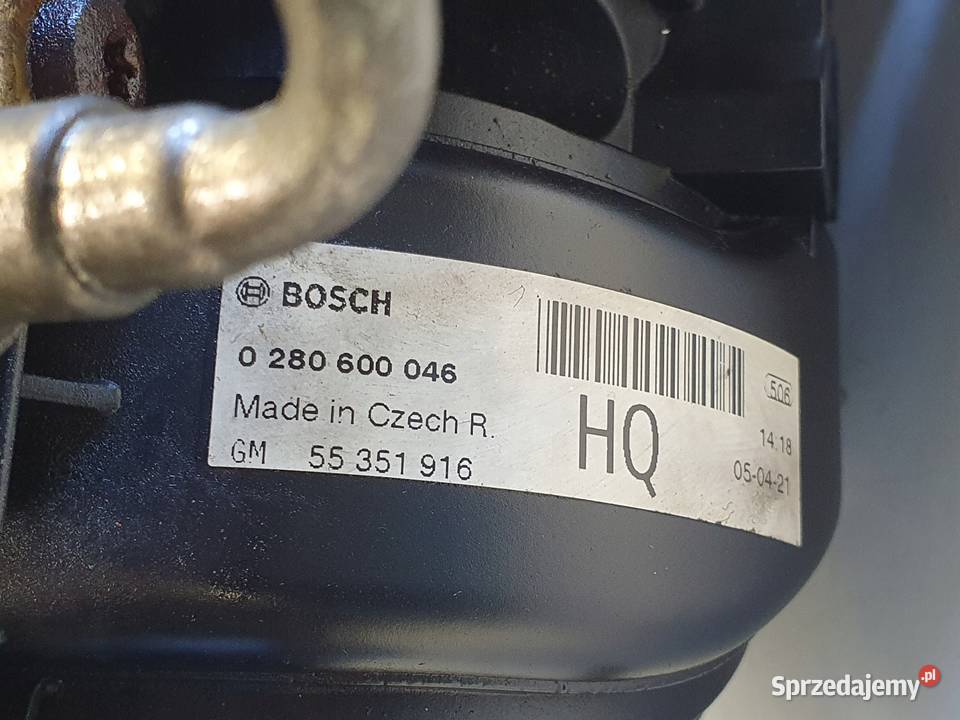 BOSCH
0 280 600 046
Made in Czech R.
GM 55 351 916
HQ
506
14:18
05-04-21
Sprzedajemy.pl